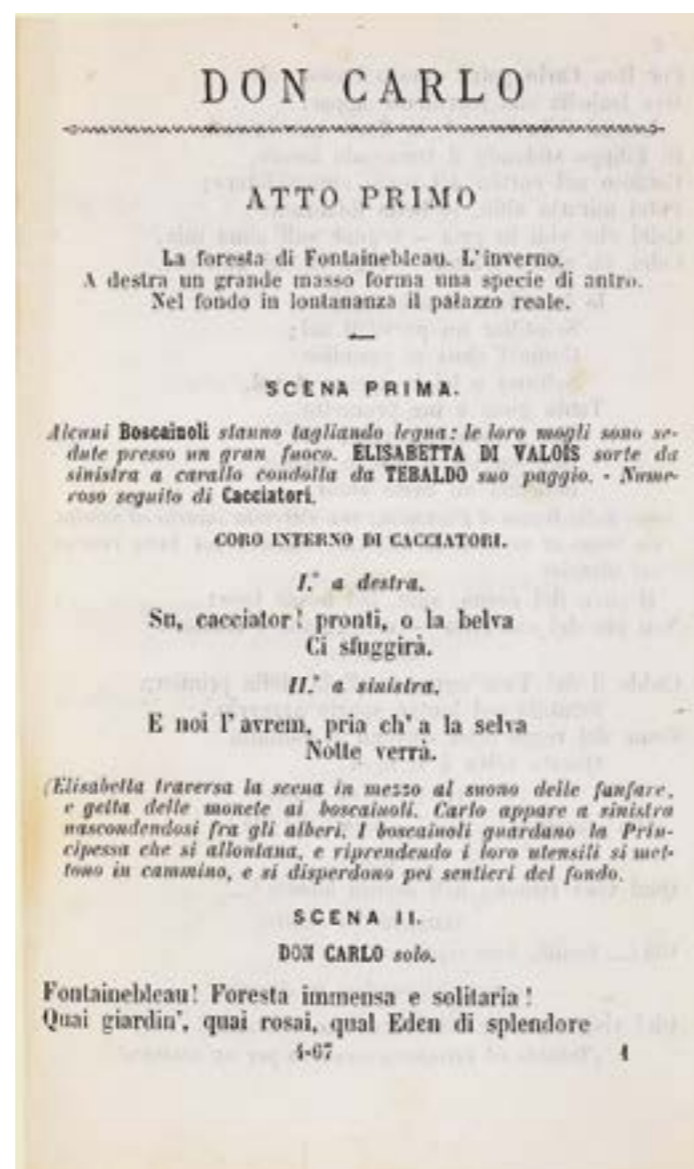 DON CARLO
ATTO PRIMO
La foresta di Fontainebleau. L'inverno.
A destra un grande masso forma una specie di antro.
Nel fondo in lontananza il palazzo reale.
SCENA PRIMA.
Alcuni Boscaiuoli stanno tagliando legna: le loro mogli sono se-
dute presso un gran fuoco. ELISABETTA DI VALOIS sorte da
sinistra a cavallo condotta da TEBALDO suo paggio. - Nume-
roso seguito di Cacciatori.
CORO INTERNO DI CACCIATORI.
I.° a destra.
Su, cacciator! pronti, o la belva
Ci sfuggirà.
II.° a sinistra.
E noi l'avrem, pria ch'a la selva
Notte verrà.
(Elisabetta traversa la scena in mezzo al suono delle fanfare,
e getta delle monete ai boscaiuoli. Carlo appare a sinistra
nascondendosi fra gli alberi. I boscaiuoli guardano la Prin-
cipessa che si allontana, e riprendendo i loro utensili si met-
tono in cammino, e si disperdono pei sentieri del fondo.
SCENA II.
DON CARLO solo.
Fontainebleau! Foresta immensa e solitaria!
Quai giardin', quai rosai, qual Eden di splendore
4-67 1